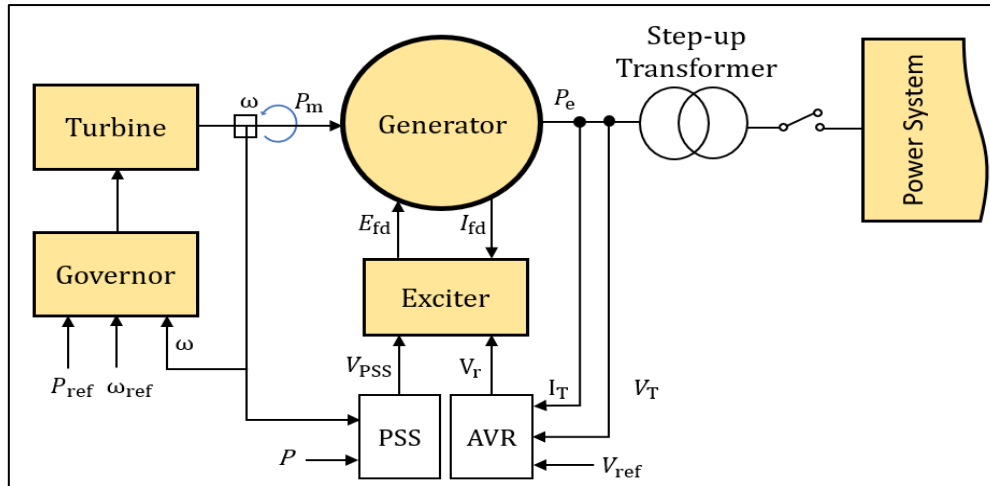 Step-up
Transformer
Turbine
ω
Pm
Generator
Pe
Power System
Efd
Ifd
Governor
Exciter
ω
Pref
ωref
VPSS
Vr
IT
VT
PSS
AVR
P
Vref